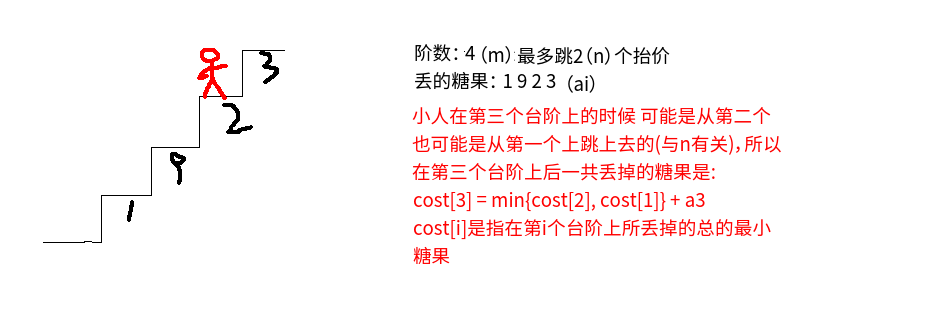 阶数：4（m）最多跳2（n）个抬价
丢的糖果：1 9 2 3 （ai）
小人在第三个台阶上的时候 可能是从第二个
也可能是从第一个上跳上去的(与n有关)，所以
在第三个台阶上后一共丢掉的糖果是:
cost[3] = min{cost[2], cost[1]} + a3
cost[i]是指在第i个台阶上所丢掉的总的最小
糖果
3
2
9
1